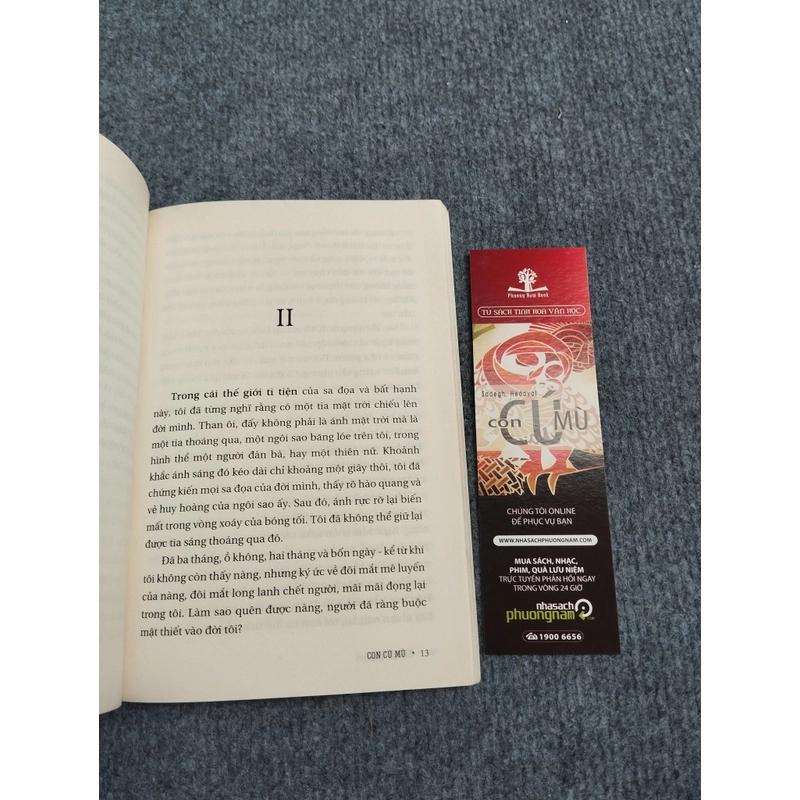 II
Trong cái thế giới ti tiện của sa đọa và bất hạnh
này, tôi đã từng nghĩ rằng có một tia mặt trời chiếu lên
đời mình. Than ôi, đấy không phải là ánh mặt trời mà là
một tia thoáng qua, một ngôi sao băng lóe trên tôi, trong
hình thể một người đàn bà, hay một thiên nữ. Khoảnh
khắc ánh sáng đó kéo dài chỉ khoảng một giây thôi, tôi đã
chứng kiến mọi sa đọa của đời mình, thấy rõ hào quang và
vẻ huy hoàng của ngôi sao ấy. Sau đó, ánh rực rỡ lại biến
mất trong vòng xoáy của bóng tối. Tôi đã không thể giữ lại
được tia sáng thoáng qua đó.
Đã ba tháng, ồ không, hai tháng và bốn ngày - kể từ khi
tôi không còn thấy nàng, nhưng ký ức về đôi mắt mê luyến
của nàng, đôi mắt long lanh chết người, mãi mãi đọng lại
trong tôi. Làm sao quên được nàng, người đã ràng buộc
mật thiết vào đời tôi?
CON CÚ MÙ • 13
Phuong Nam Book
TỦ SÁCH TINH HOA VĂN HỌC
Sadegh Hedayat
CON CÚ MÙ
CHÚNG TÔI ONLINE
ĐỂ PHỤC VỤ BẠN
WWW.NHASACHPHUONGNAM.COM
MUA SÁCH, NHẠC,
PHIM, QUÀ LƯU NIỆM
TRỰC TUYẾN PHẢN HỒI NGAY
TRONG VÒNG 24 GIỜ
nhasach
phuongnam.com
1900 6656